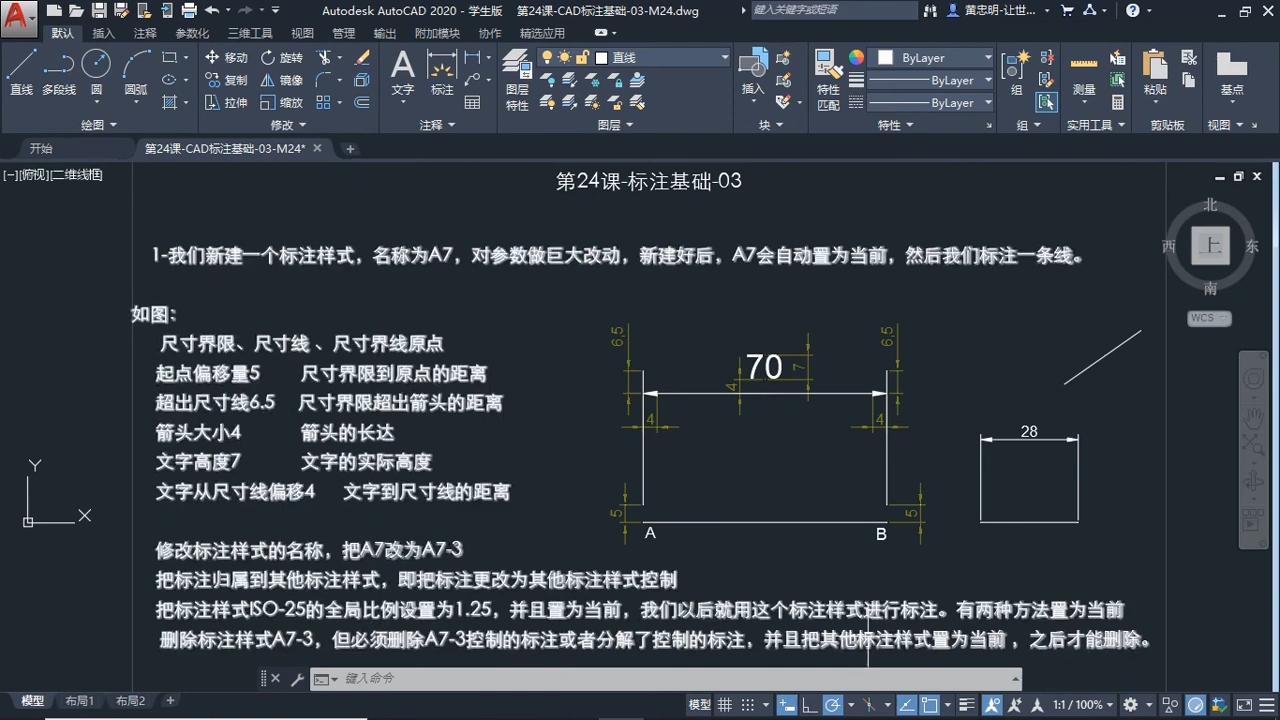 Autodesk AutoCAD 2020 - 学生版 第24课-CAD标注基础-03-M24.dwg 键入关键字或短语 黄忠明-让世...
默认 插入 注释 参数化 三维工具 视图 管理 输出 附加模块 协作 精选应用
直线 多段线 圆 圆弧
移动 旋转
复制 镜像
拉伸 缩放
文字 标注
图层特性
直线
插入
特性匹配
ByLayer
ByLayer
ByLayer
组 测量 粘贴 基点
绘图 修改 注释 图层 块 特性 组 实用工具 剪贴板 视图
开始 第24课-CAD标注基础-03-M24*
[−][俯视][二维线框]
第24课-标注基础-03
北
西 上 东
南
WCS
1-我们新建一个标注样式，名称为A7，对参数做巨大改动，新建好后，A7会自动置为当前，然后我们标注一条线。
如图：
尺寸界限、尺寸线 、尺寸界线原点
起点偏移量5 尺寸界限到原点的距离
超出尺寸线6.5 尺寸界限超出箭头的距离
箭头大小4 箭头的长达
文字高度7 文字的实际高度
文字从尺寸线偏移4 文字到尺寸线的距离
6,5 70 7 4 6,5
4 4
5 5
A B
28
Y
X
修改标注样式的名称，把A7改为A7-3
把标注归属到其他标注样式，即把标注更改为其他标注样式控制
把标注样式ISO-25的全局比例设置为1.25，并且置为当前，我们以后就用这个标注样式进行标注。有两种方法置为当前
删除标注样式A7-3，但必须删除A7-3控制的标注或者分解了控制的标注，并且把其他标注样式置为当前 ，之后才能删除。
键入命令
模型 布局1 布局2 模型 1:1 / 100%